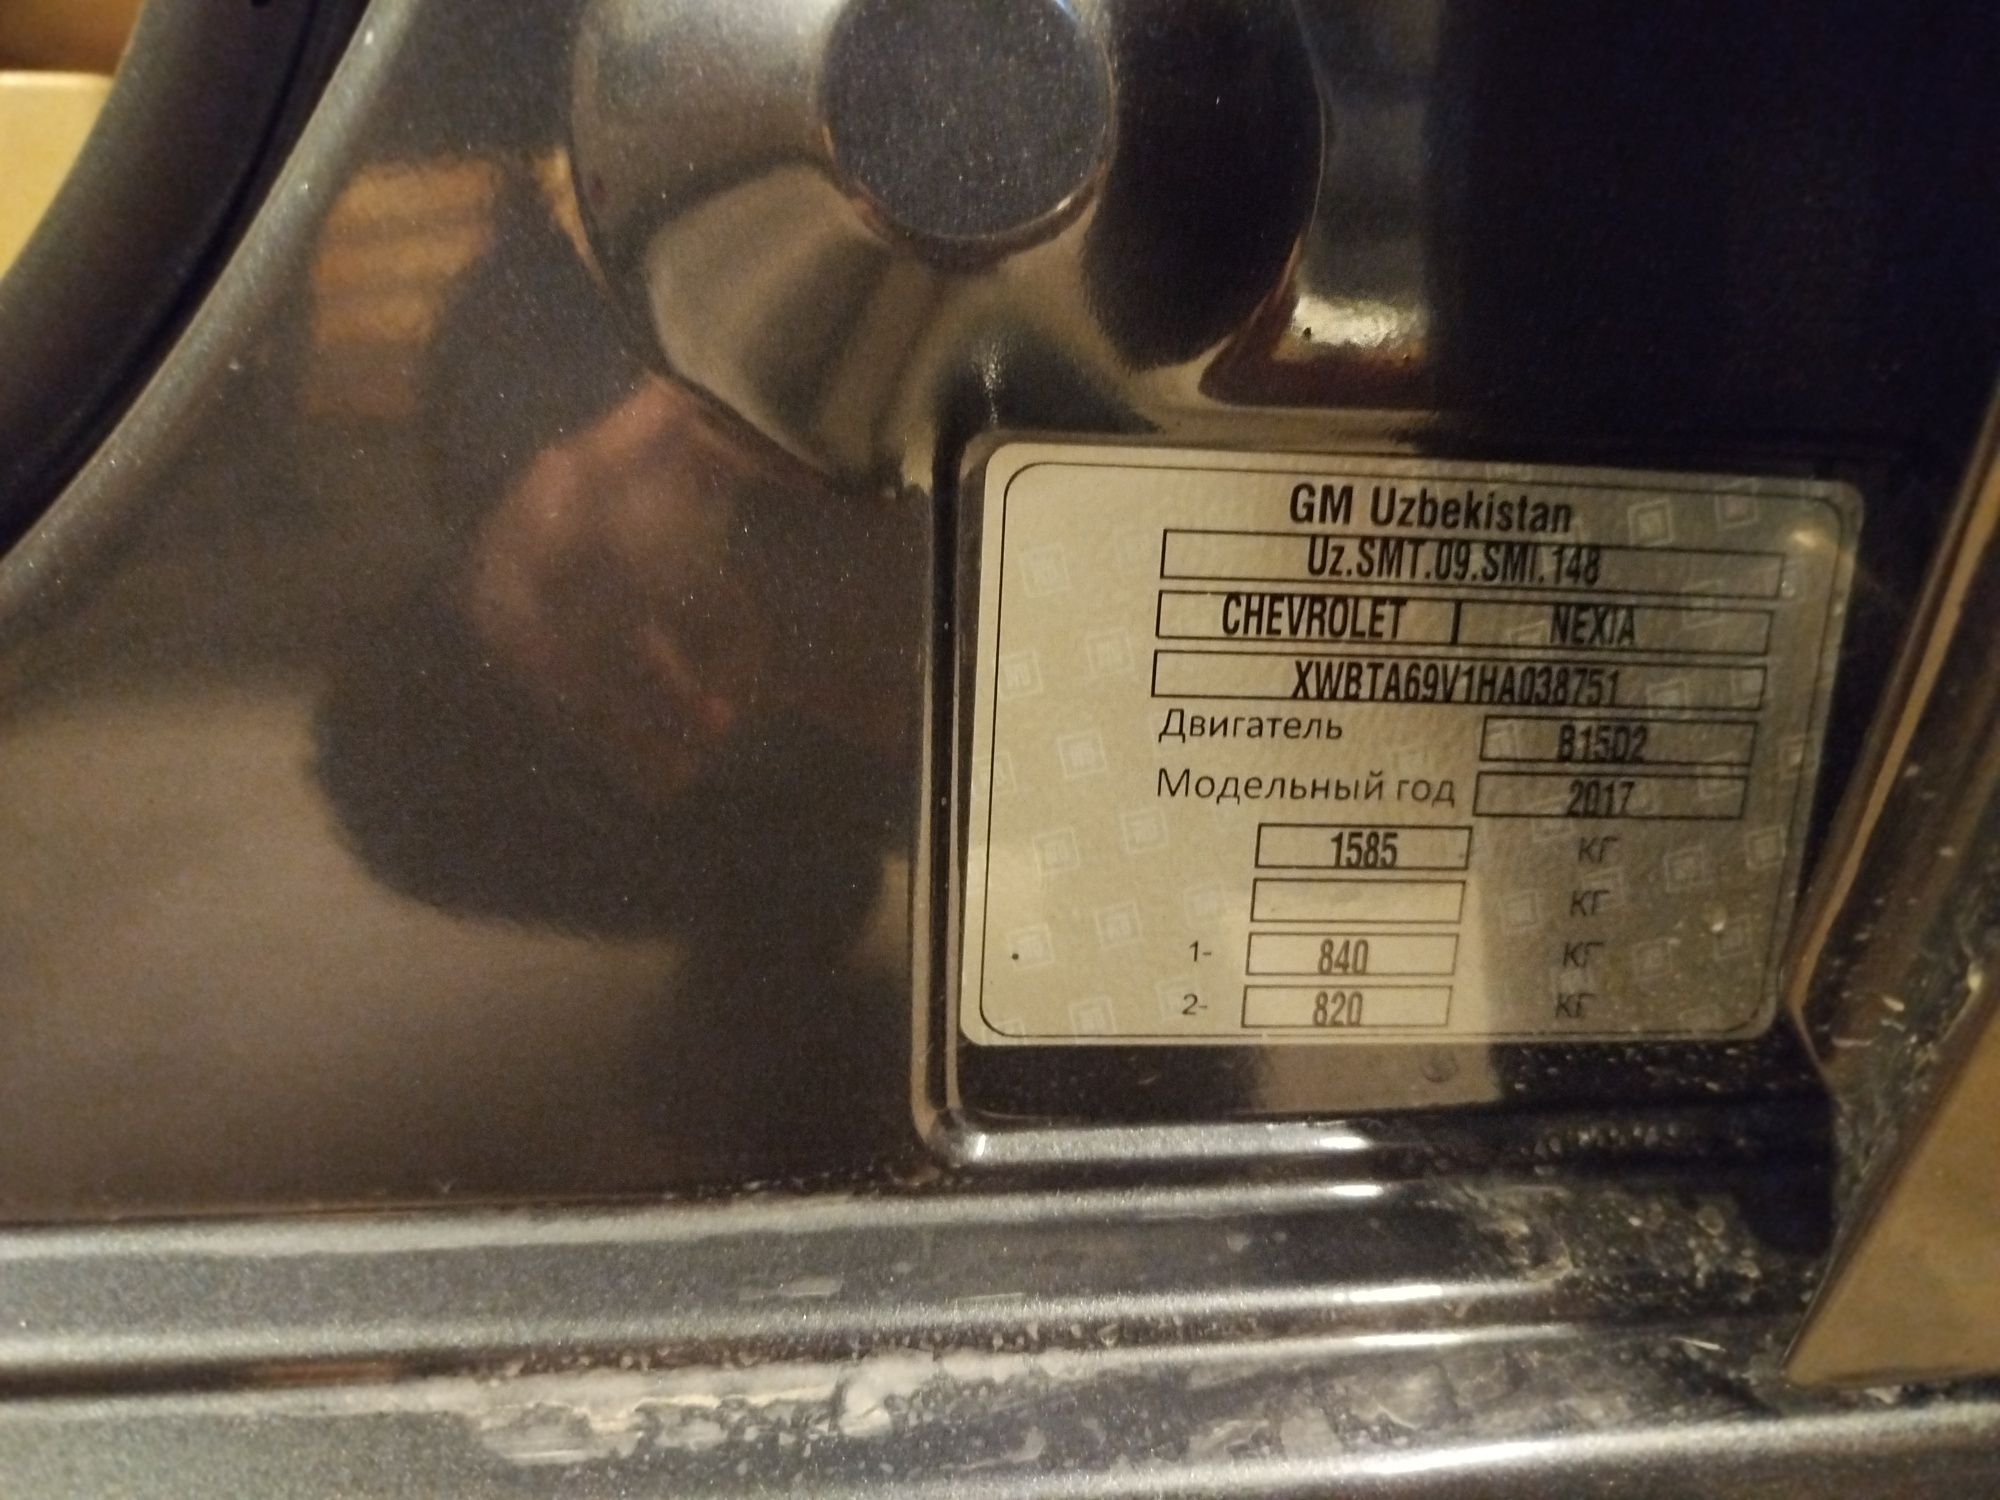 GM Uzbekistan
Uz.SMT.09.SMI.148
CHEVROLET | NEXIA
XWBTA69V1HA038751
Двигатель B15D2
Модельный год 2017
1585 КГ
КГ
1- 840 КГ
2- 820 КГ